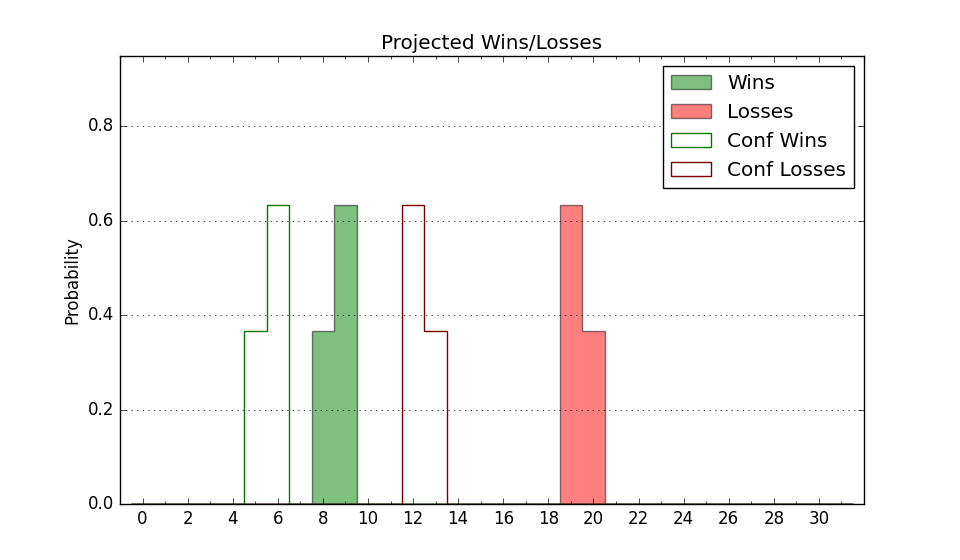 Projected Wins/Losses
Wins
Losses
Conf Wins
Conf Losses
Probability
0.8
0.6
0.4
0.2
0.0
0 2 4 6 8 10 12 14 16 18 20 22 24 26 28 30